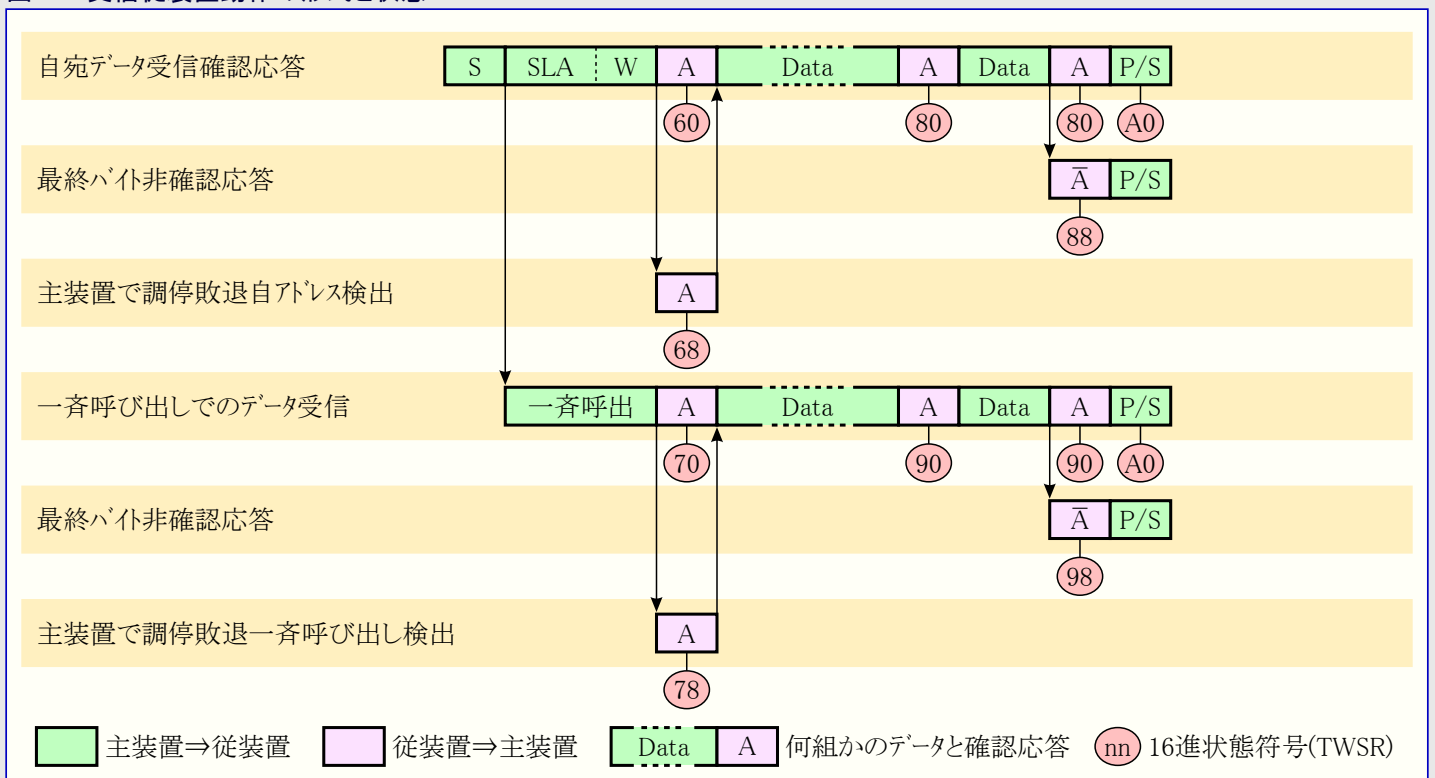 自宛データ受信確認応答 S SLA W A Data A Data A P/S
60 80 80 A0
最終バイト非確認応答 A̅ P/S
88
主装置で調停敗退自アドレス検出 A
68
一斉呼び出しでのデータ受信 一斉呼出 A Data A Data A P/S
70 90 90 A0
最終バイト非確認応答 A̅ P/S
98
主装置で調停敗退一斉呼び出し検出 A
78
主装置⇒従装置 従装置⇒主装置 Data A 何組かのデータと確認応答 nn 16進状態符号(TWSR)